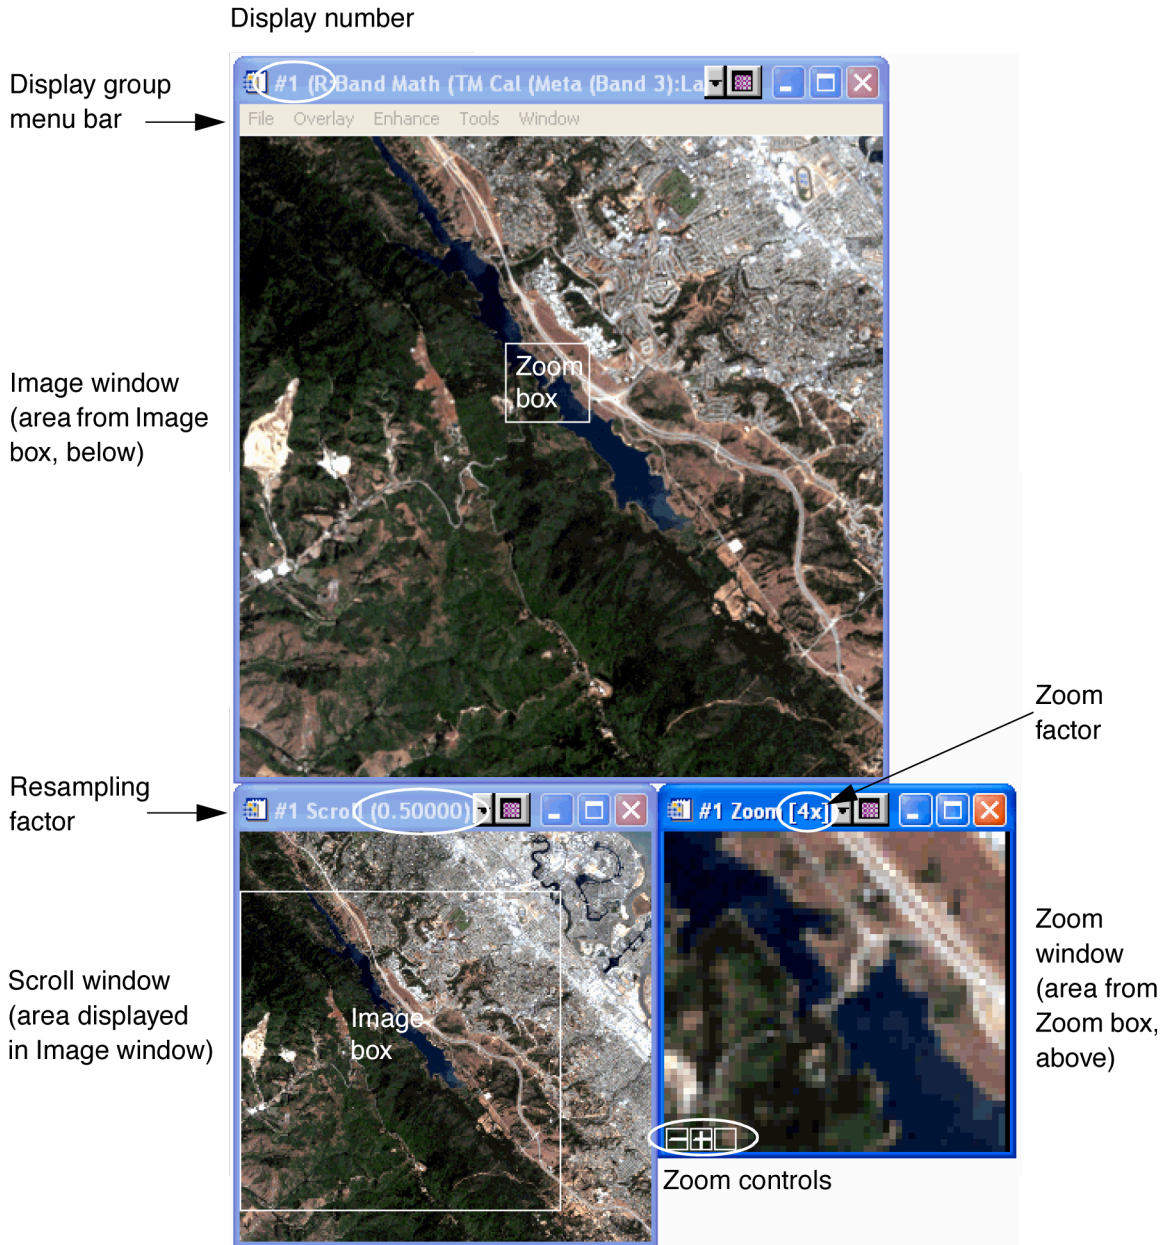 Display number
#1 (R:Band Math (TM Cal (Meta (Band 3):La
Display group
menu bar
File Overlay Enhance Tools Window
Image window
(area from Image
box, below)
Zoom
box
Zoom
factor
Resampling
factor
#1 Scroll (0.50000)
#1 Zoom [4x]
Scroll window
(area displayed
in Image window)
Image
box
Zoom
window
(area from
Zoom box,
above)
Zoom controls